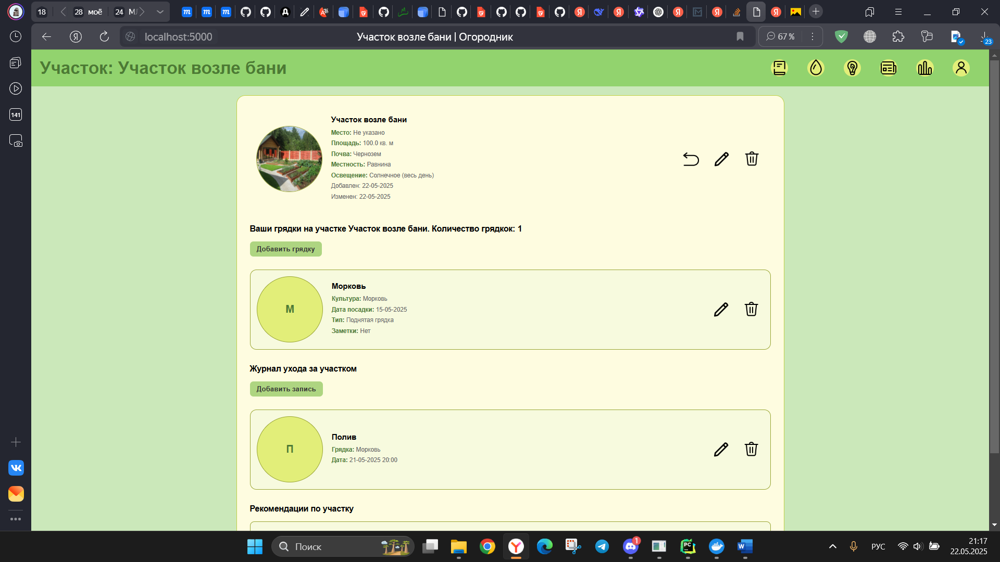 18
28 моё
24 МЛ
localhost:5000
Участок возле бани | Огородник
67 %
23
141
Участок: Участок возле бани
Участок возле бани
Место: Не указано
Площадь: 100.0 кв. м
Почва: Чернозем
Местность: Равнина
Освещение: Солнечное (весь день)
Добавлен: 22-05-2025
Изменен: 22-05-2025
Ваши грядки на участке Участок возле бани. Количество грядкок: 1
Добавить грядку
М
Морковь
Культура: Морковь
Дата посадки: 15-05-2025
Тип: Поднятая грядка
Заметки: Нет
Журнал ухода за участком
Добавить запись
П
Полив
Грядка: Морковь
Дата: 21-05-2025 20:00
Рекомендации по участку
Поиск
1
РУС
21:17
22.05.2025